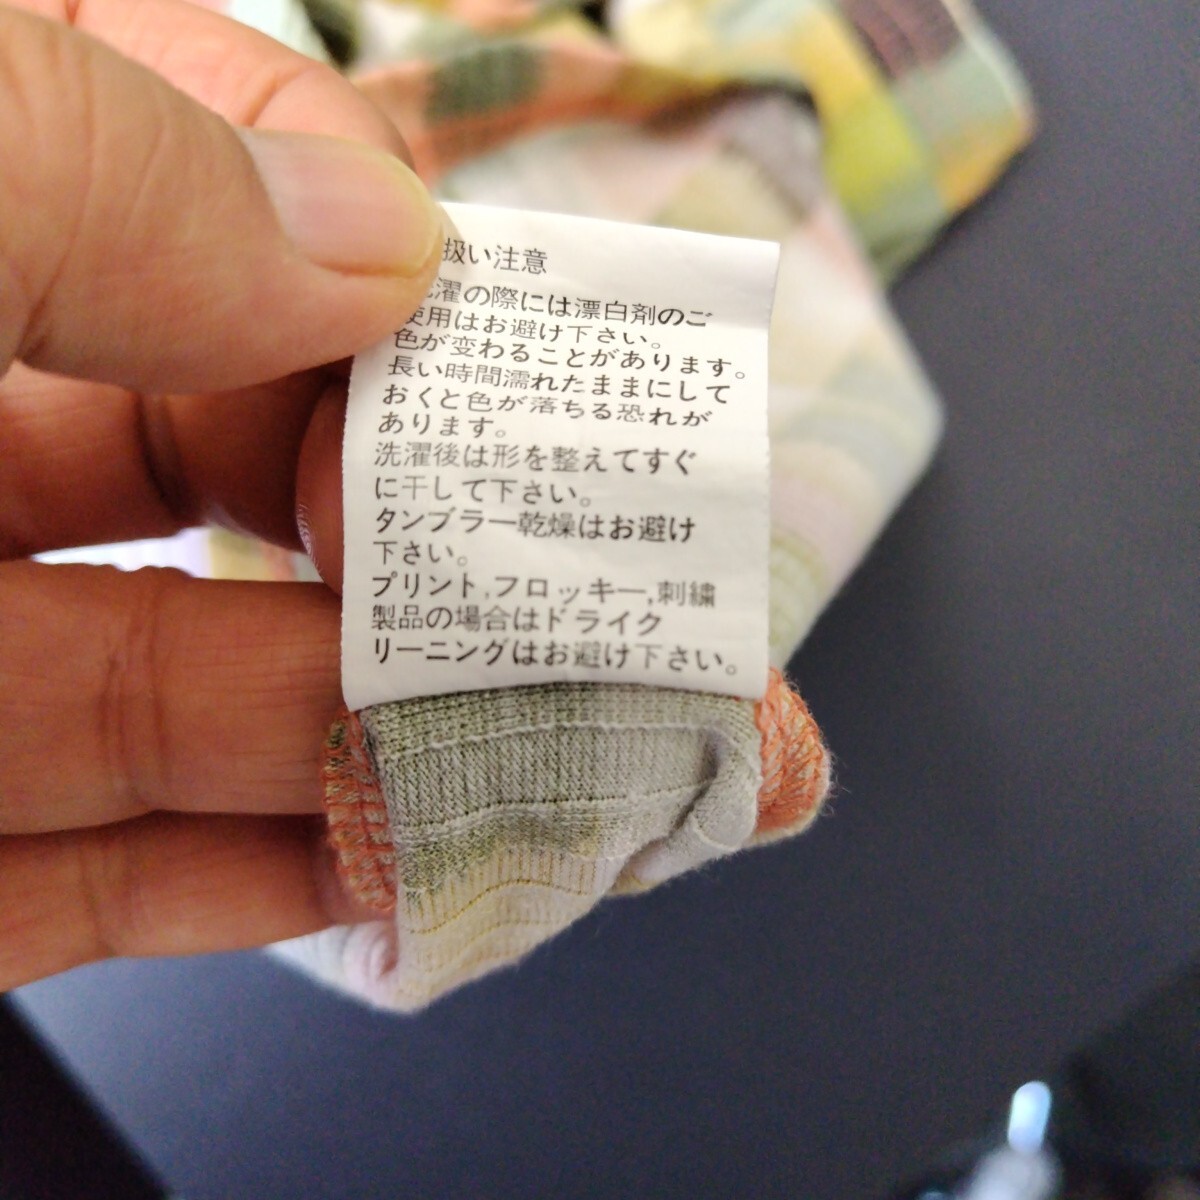 扱い注意
濯の際には漂白剤のご
使用はお避け下さい。
色が変わることがあります。
長い時間濡れたままにして
おくと色が落ちる恐れが
あります。
洗濯後は形を整えてすぐ
に干して下さい。
タンブラー乾燥はお避け
下さい。
プリント,フロッキー,刺繍
製品の場合はドライク
リーニングはお避け下さい。